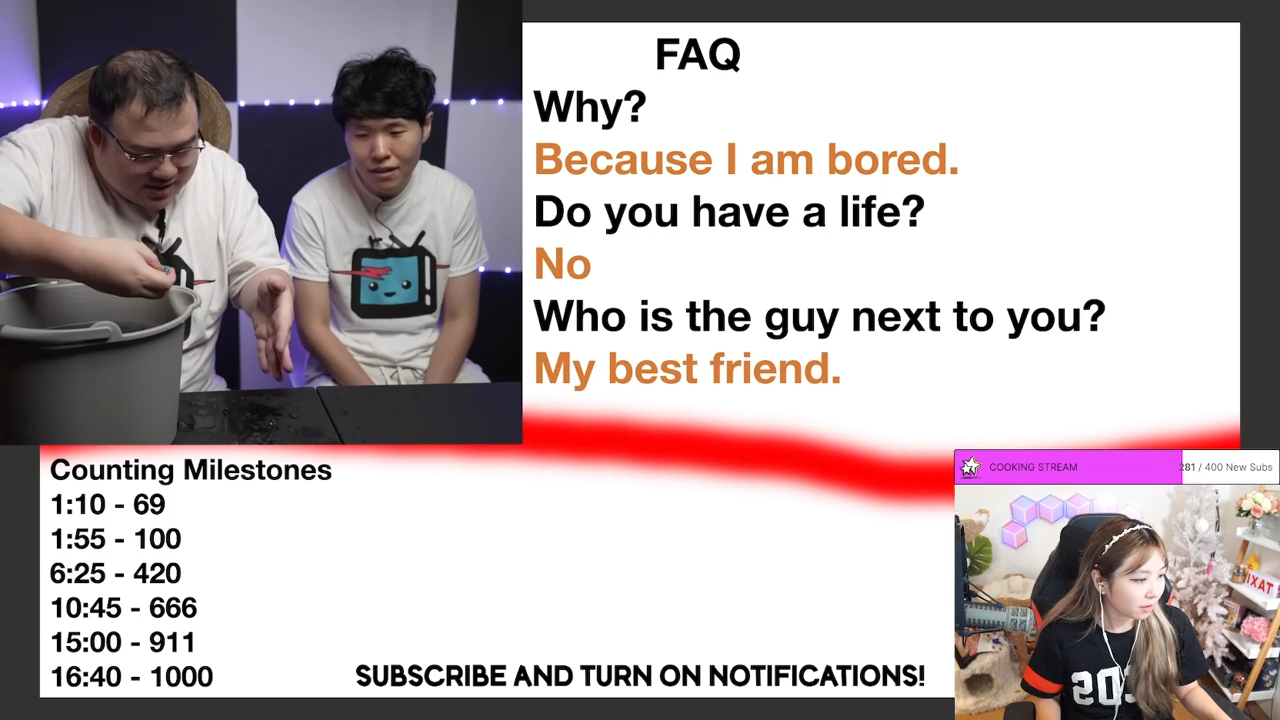 FAQ
Why?
Because I am bored.
Do you have a life?
No
Who is the guy next to you?
My best friend.
Counting Milestones
1:10 - 69
1:55 - 100
6:25 - 420
10:45 - 666
15:00 - 911
16:40 - 1000
SUBSCRIBE AND TURN ON NOTIFICATIONS!
COOKING STREAM
281 / 400 New Subs
IXAT